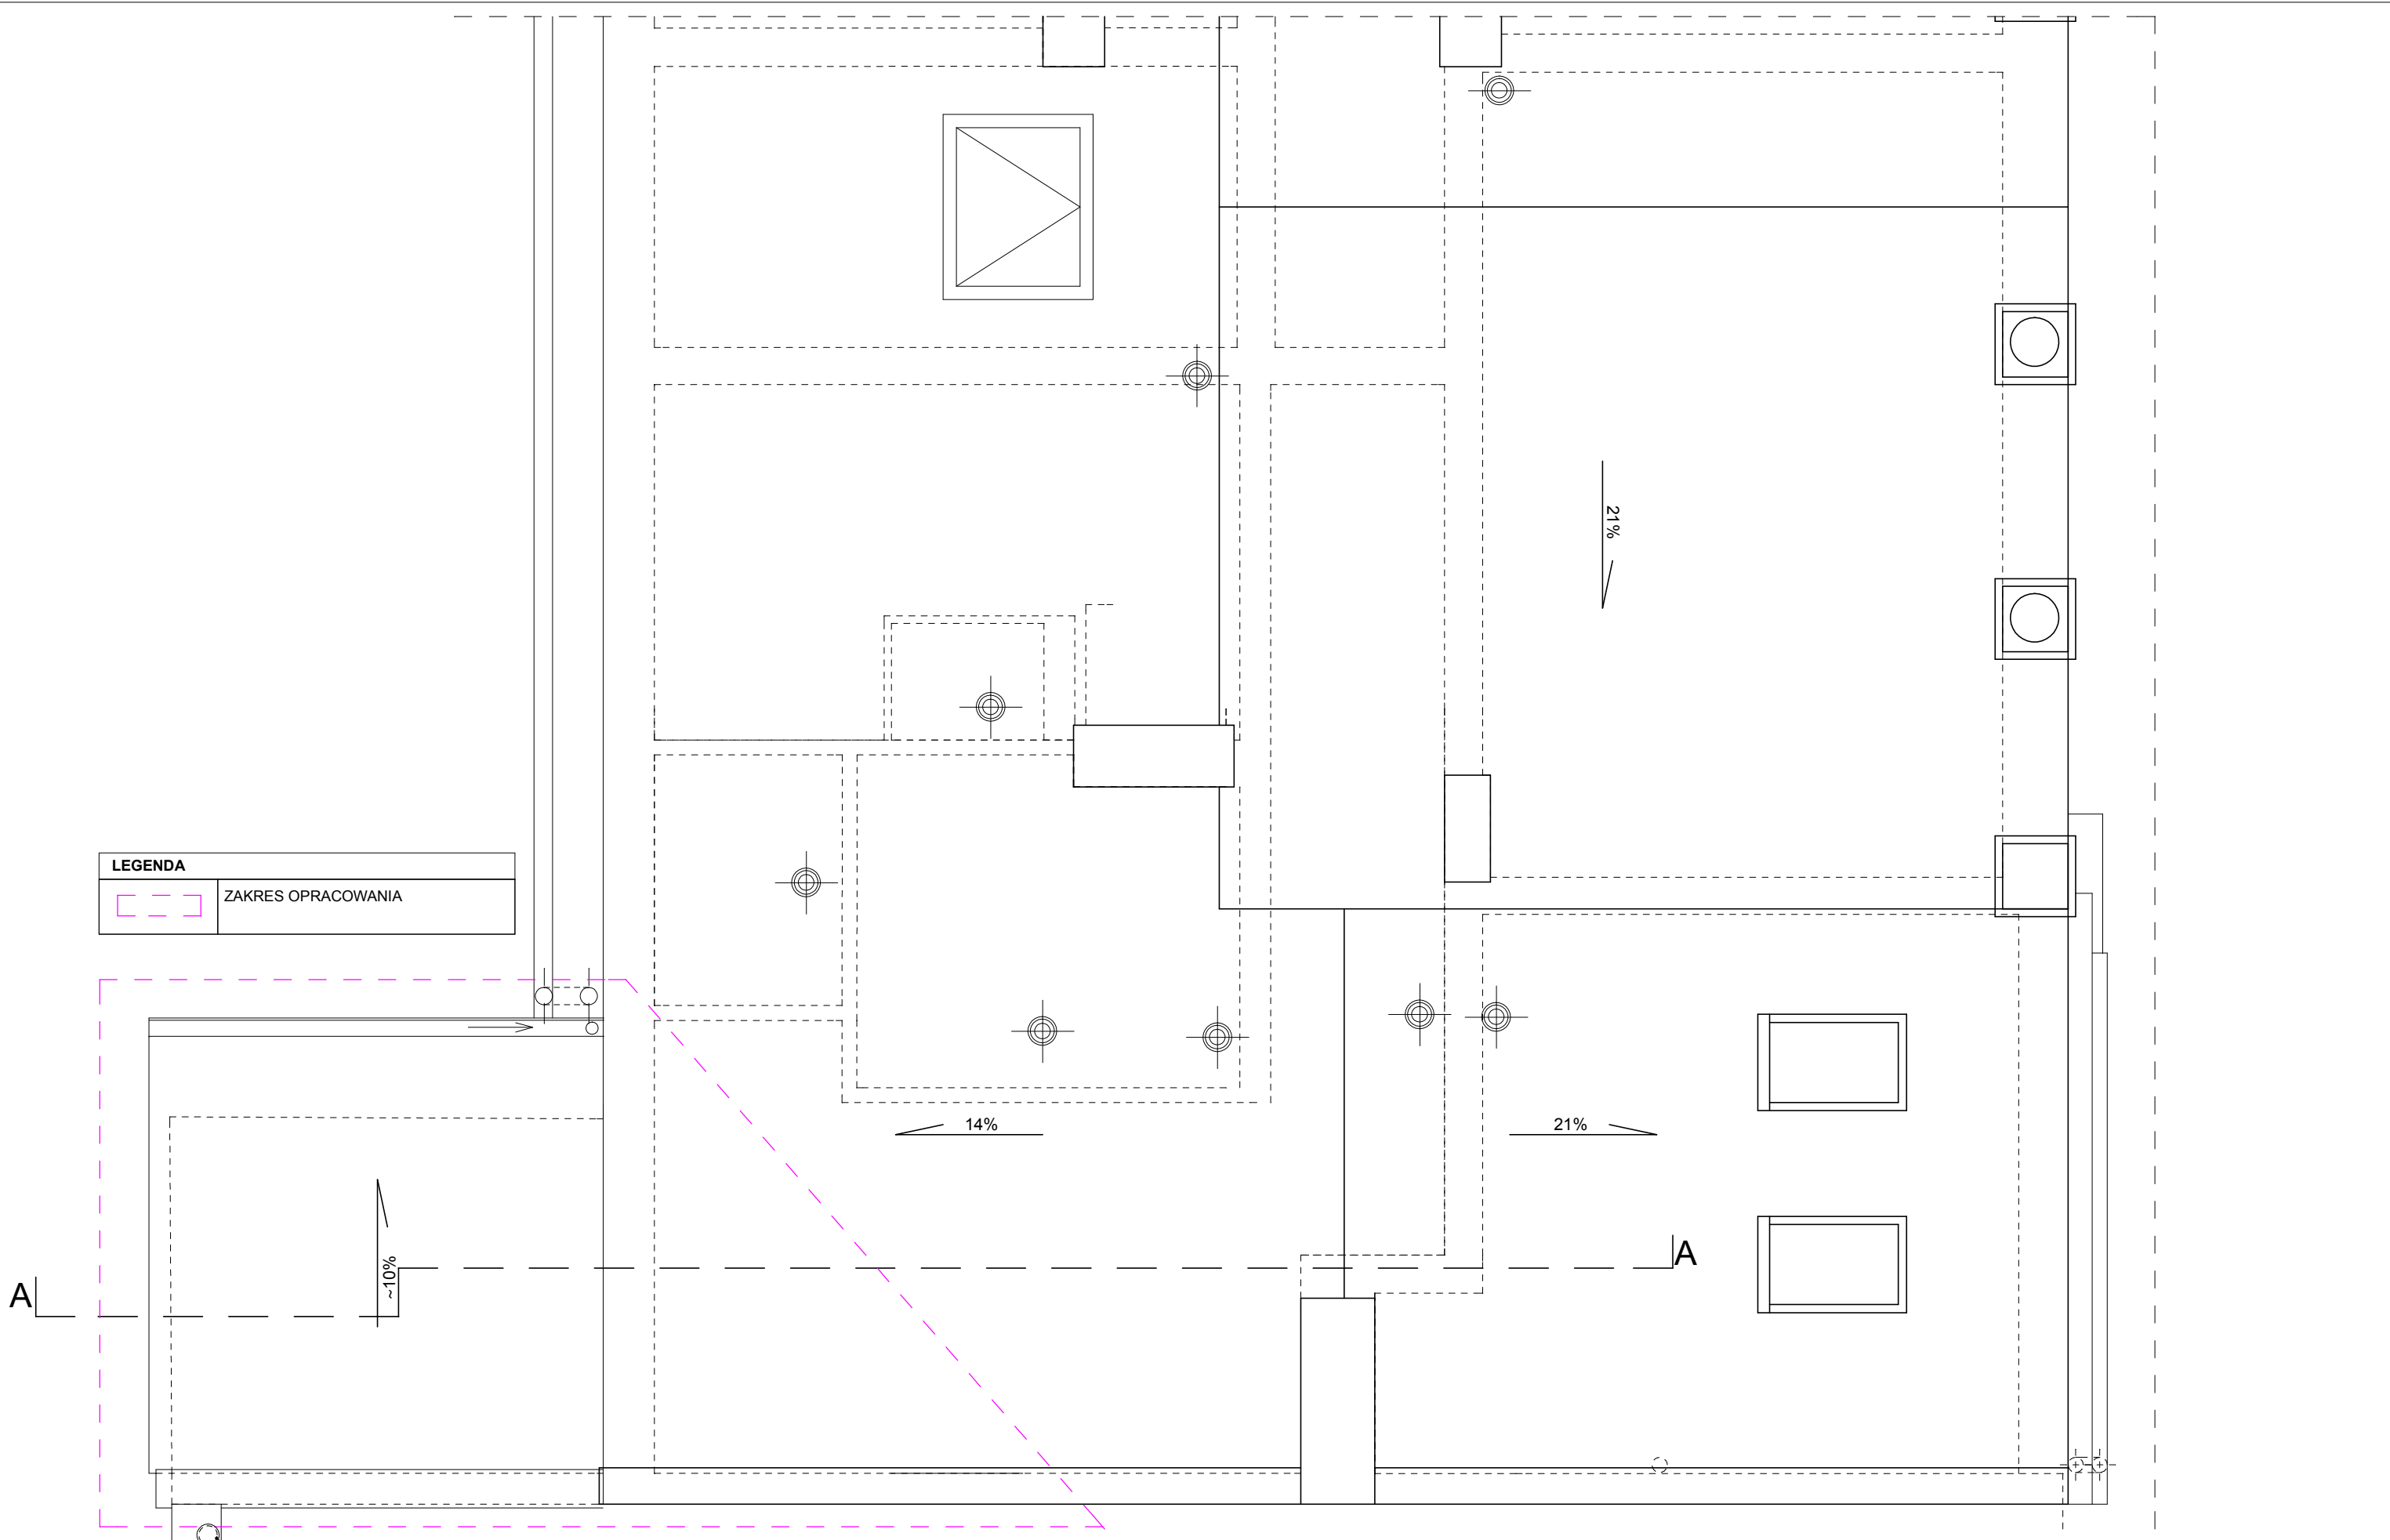 21%
LEGENDA
ZAKRES OPRACOWANIA
14%
21%
~10%
A
A